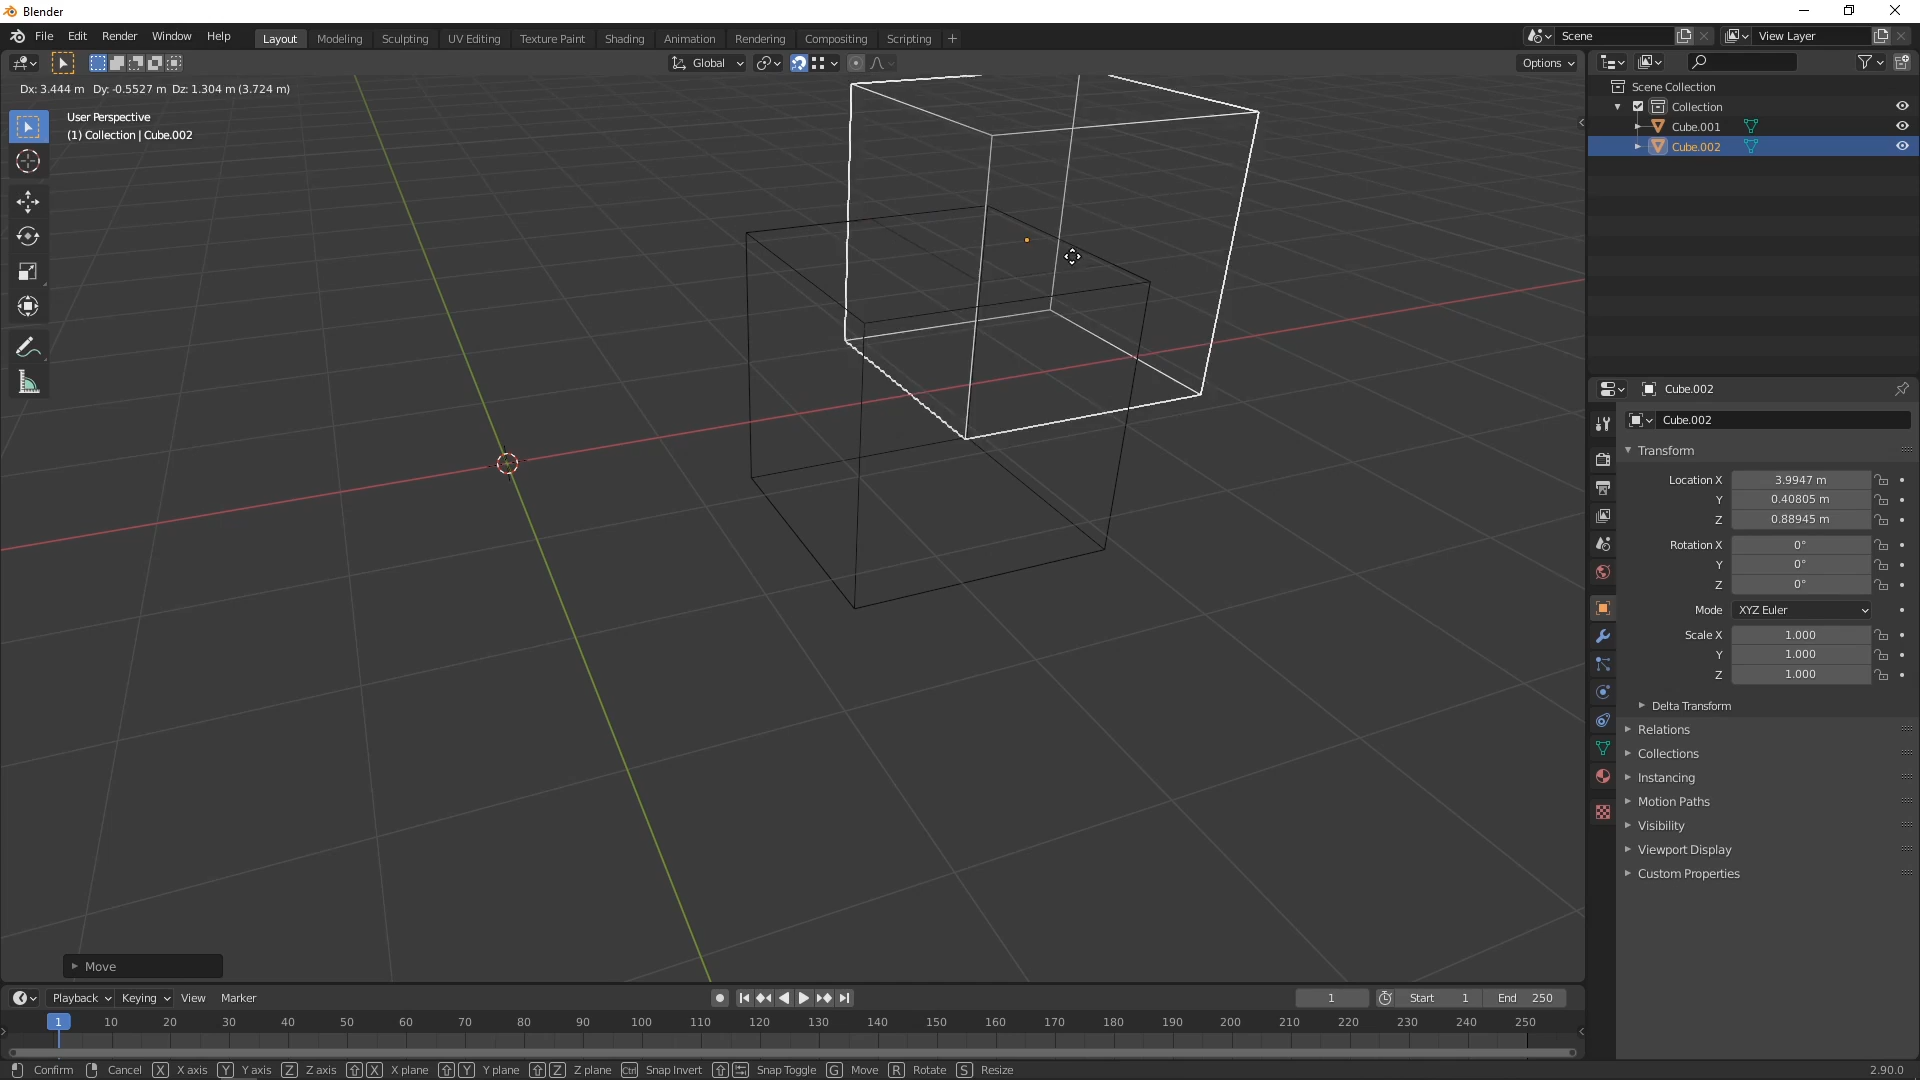 Blender
File Edit Render Window Help
Layout Modeling Sculpting UV Editing Texture Paint Shading Animation Rendering Compositing Scripting +
Scene View Layer
Global
Options
Dx: 3.444 m Dy: -0.5527 m Dz: 1.304 m (3.724 m)
User Perspective
(1) Collection | Cube.002
Scene Collection
Collection
Cube.001
Cube.002
Cube.002
Cube.002
Transform
Location X 3.9947 m
Y 0.40805 m
Z 0.88945 m
Rotation X 0°
Y 0°
Z 0°
Mode XYZ Euler
Scale X 1.000
Y 1.000
Z 1.000
Delta Transform
Relations
Collections
Instancing
Motion Paths
Visibility
Viewport Display
Custom Properties
Move
Playback Keying View Marker
1 Start 1 End 250
1 10 20 30 40 50 60 70 80 90 100 110 120 130 140 150 160 170 180 190 200 210 220 230 240 250
Confirm Cancel X X axis Y Y axis Z Z axis X X plane Y Y plane Z Z plane Ctrl Snap Invert Snap Toggle G Move R Rotate S Resize
2.90.0